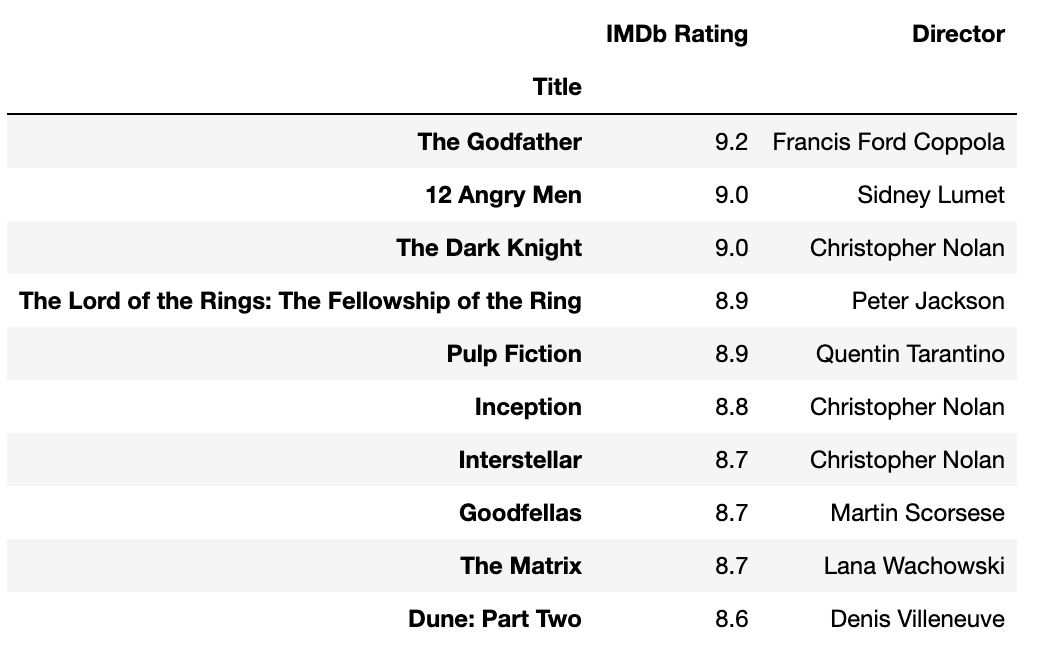 IMDb Rating Director
Title
The Godfather 9.2 Francis Ford Coppola
12 Angry Men 9.0 Sidney Lumet
The Dark Knight 9.0 Christopher Nolan
The Lord of the Rings: The Fellowship of the Ring 8.9 Peter Jackson
Pulp Fiction 8.9 Quentin Tarantino
Inception 8.8 Christopher Nolan
Interstellar 8.7 Christopher Nolan
Goodfellas 8.7 Martin Scorsese
The Matrix 8.7 Lana Wachowski
Dune: Part Two 8.6 Denis Villeneuve